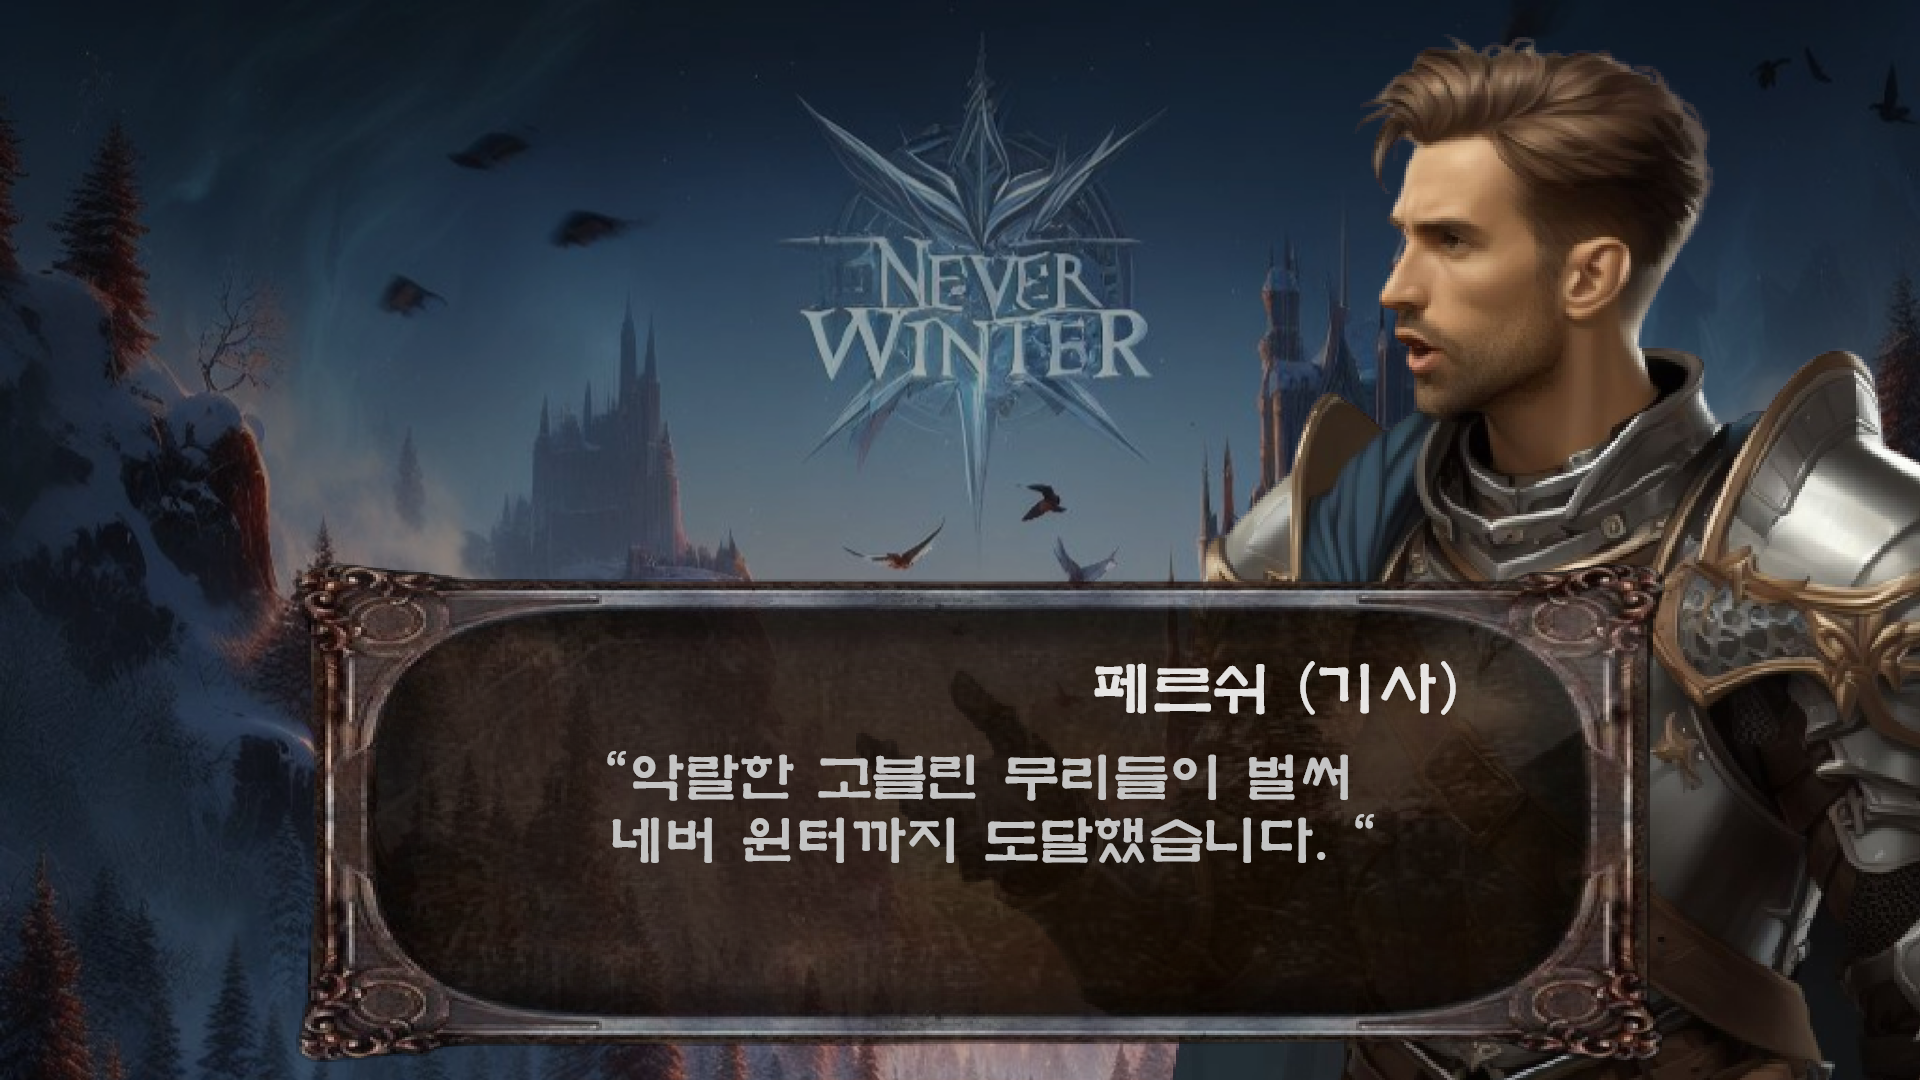 NEVER
WINTER
페르쉬 (기사)
“악랄한 고블린 무리들이 벌써
네버 윈터까지 도달했습니다. “